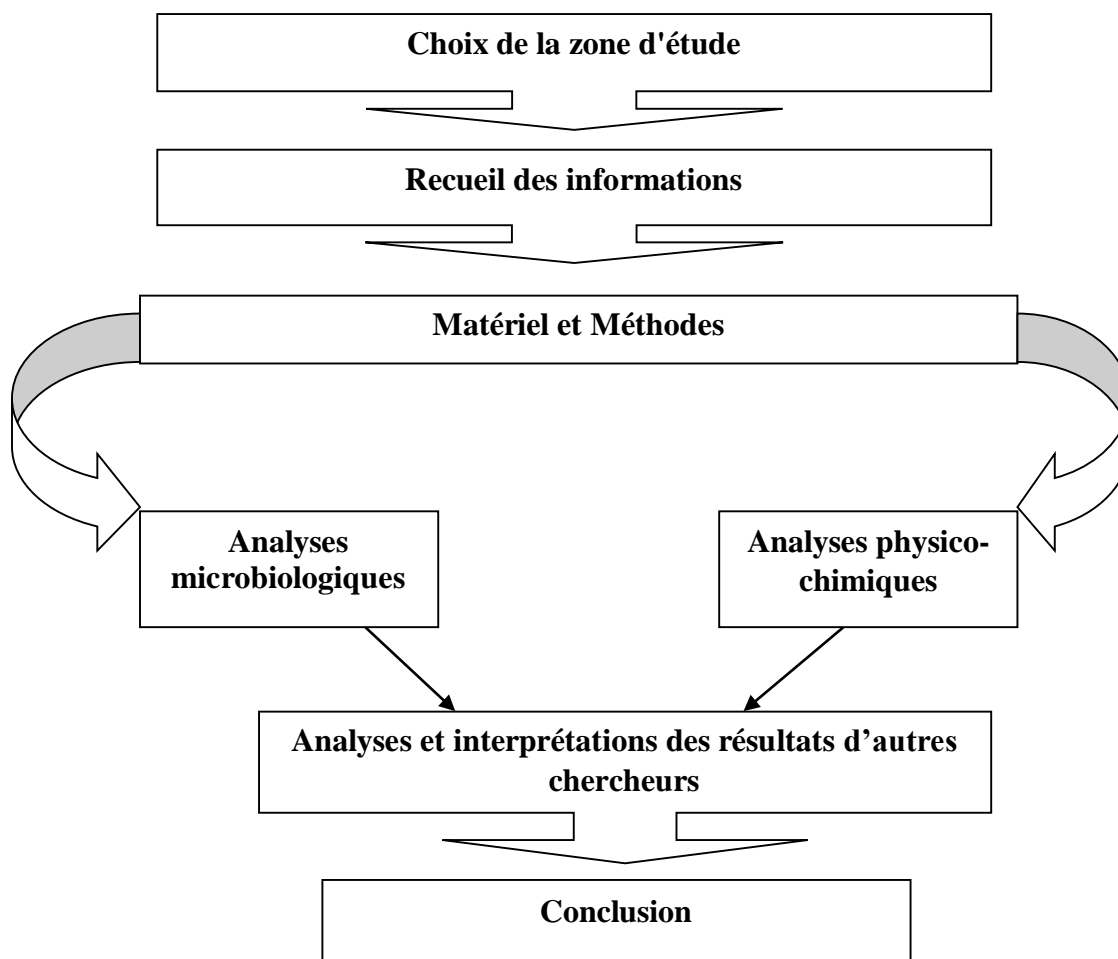 Choix de la zone d'étude
Recueil des informations
Matériel et Méthodes
Analyses
microbiologiques
Analyses physico-
chimiques
Analyses et interprétations des résultats d’autres
chercheurs
Conclusion